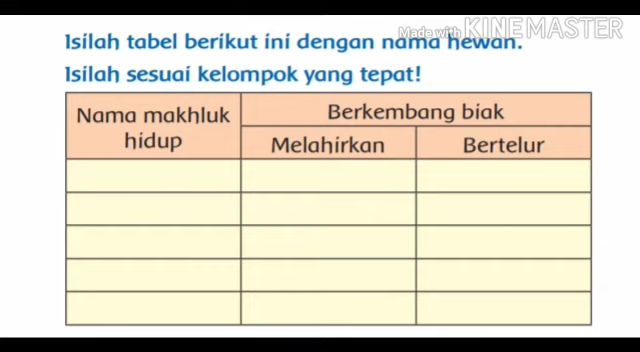 Made with KINEMASTER
Isilah tabel berikut ini dengan nama hewan.
Isilah sesuai kelompok yang tepat!
Nama makhluk hidup
Berkembang biak
Melahirkan
Bertelur